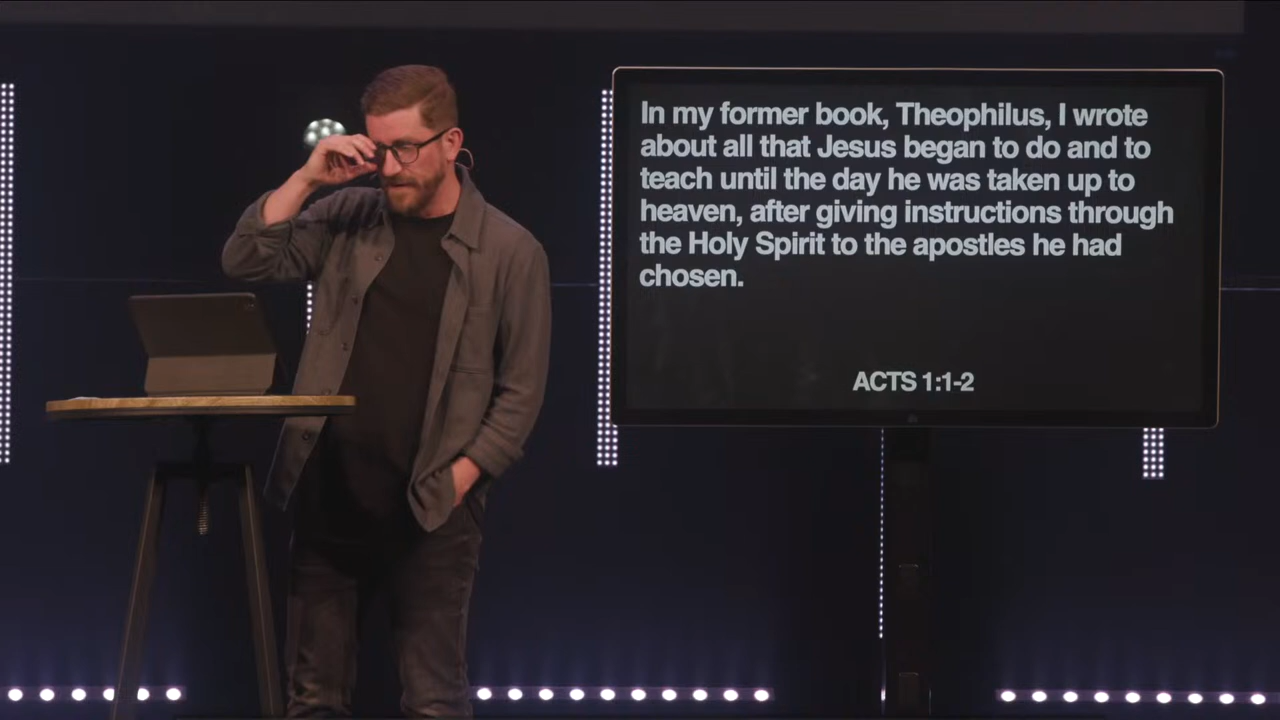 In my former book, Theophilus, I wrote
about all that Jesus began to do and to
teach until the day he was taken up to
heaven, after giving instructions through
the Holy Spirit to the apostles he had
chosen.
ACTS 1:1-2